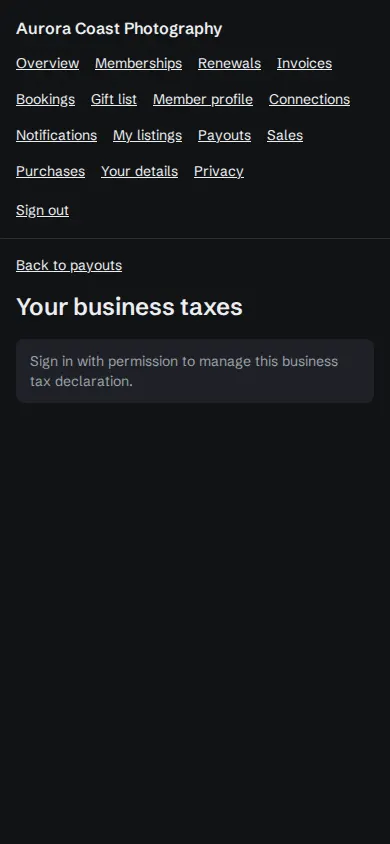 Aurora Coast Photography
Overview Memberships Renewals Invoices
Bookings Gift list Member profile Connections
Notifications My listings Payouts Sales
Purchases Your details Privacy
Sign out
Back to payouts
Your business taxes
Sign in with permission to manage this business
tax declaration.